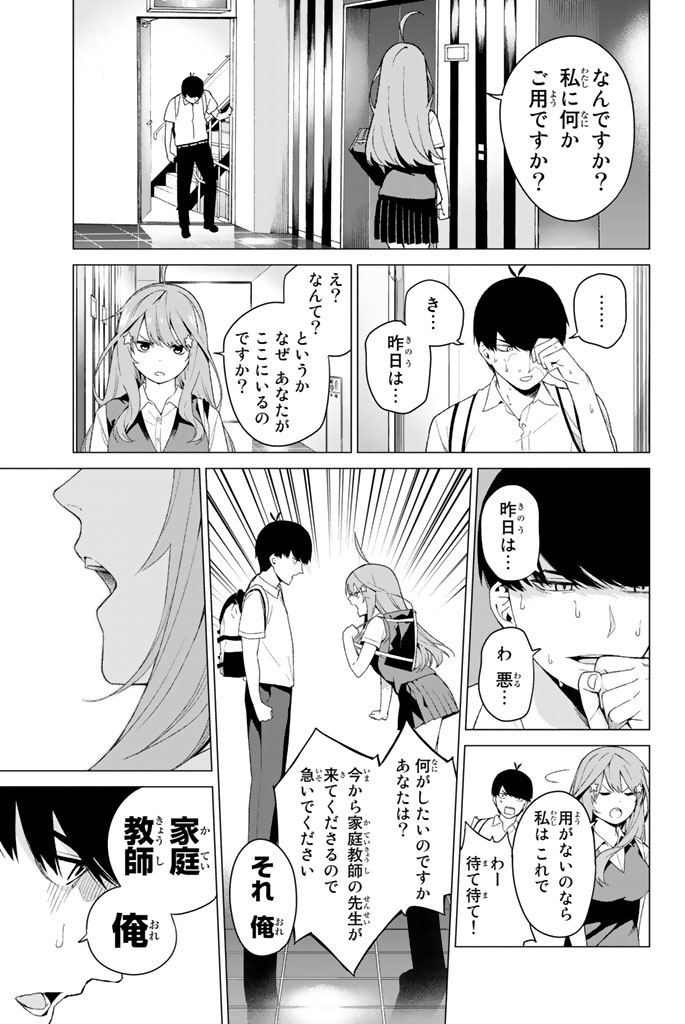 なんですか？
私に何か
ご用ですか？
………
き…
昨日は…
え？
なんて？
というか
なぜ あなたが
ここにいるの
ですか？
昨日は…
わ 悪…
用がないのなら
私は これで
わー
待て待て！
何がしたいのですか
あなたは？
今から家庭教師の先生が
来てくださるので
急いでください
それ 俺
家庭
教師
俺